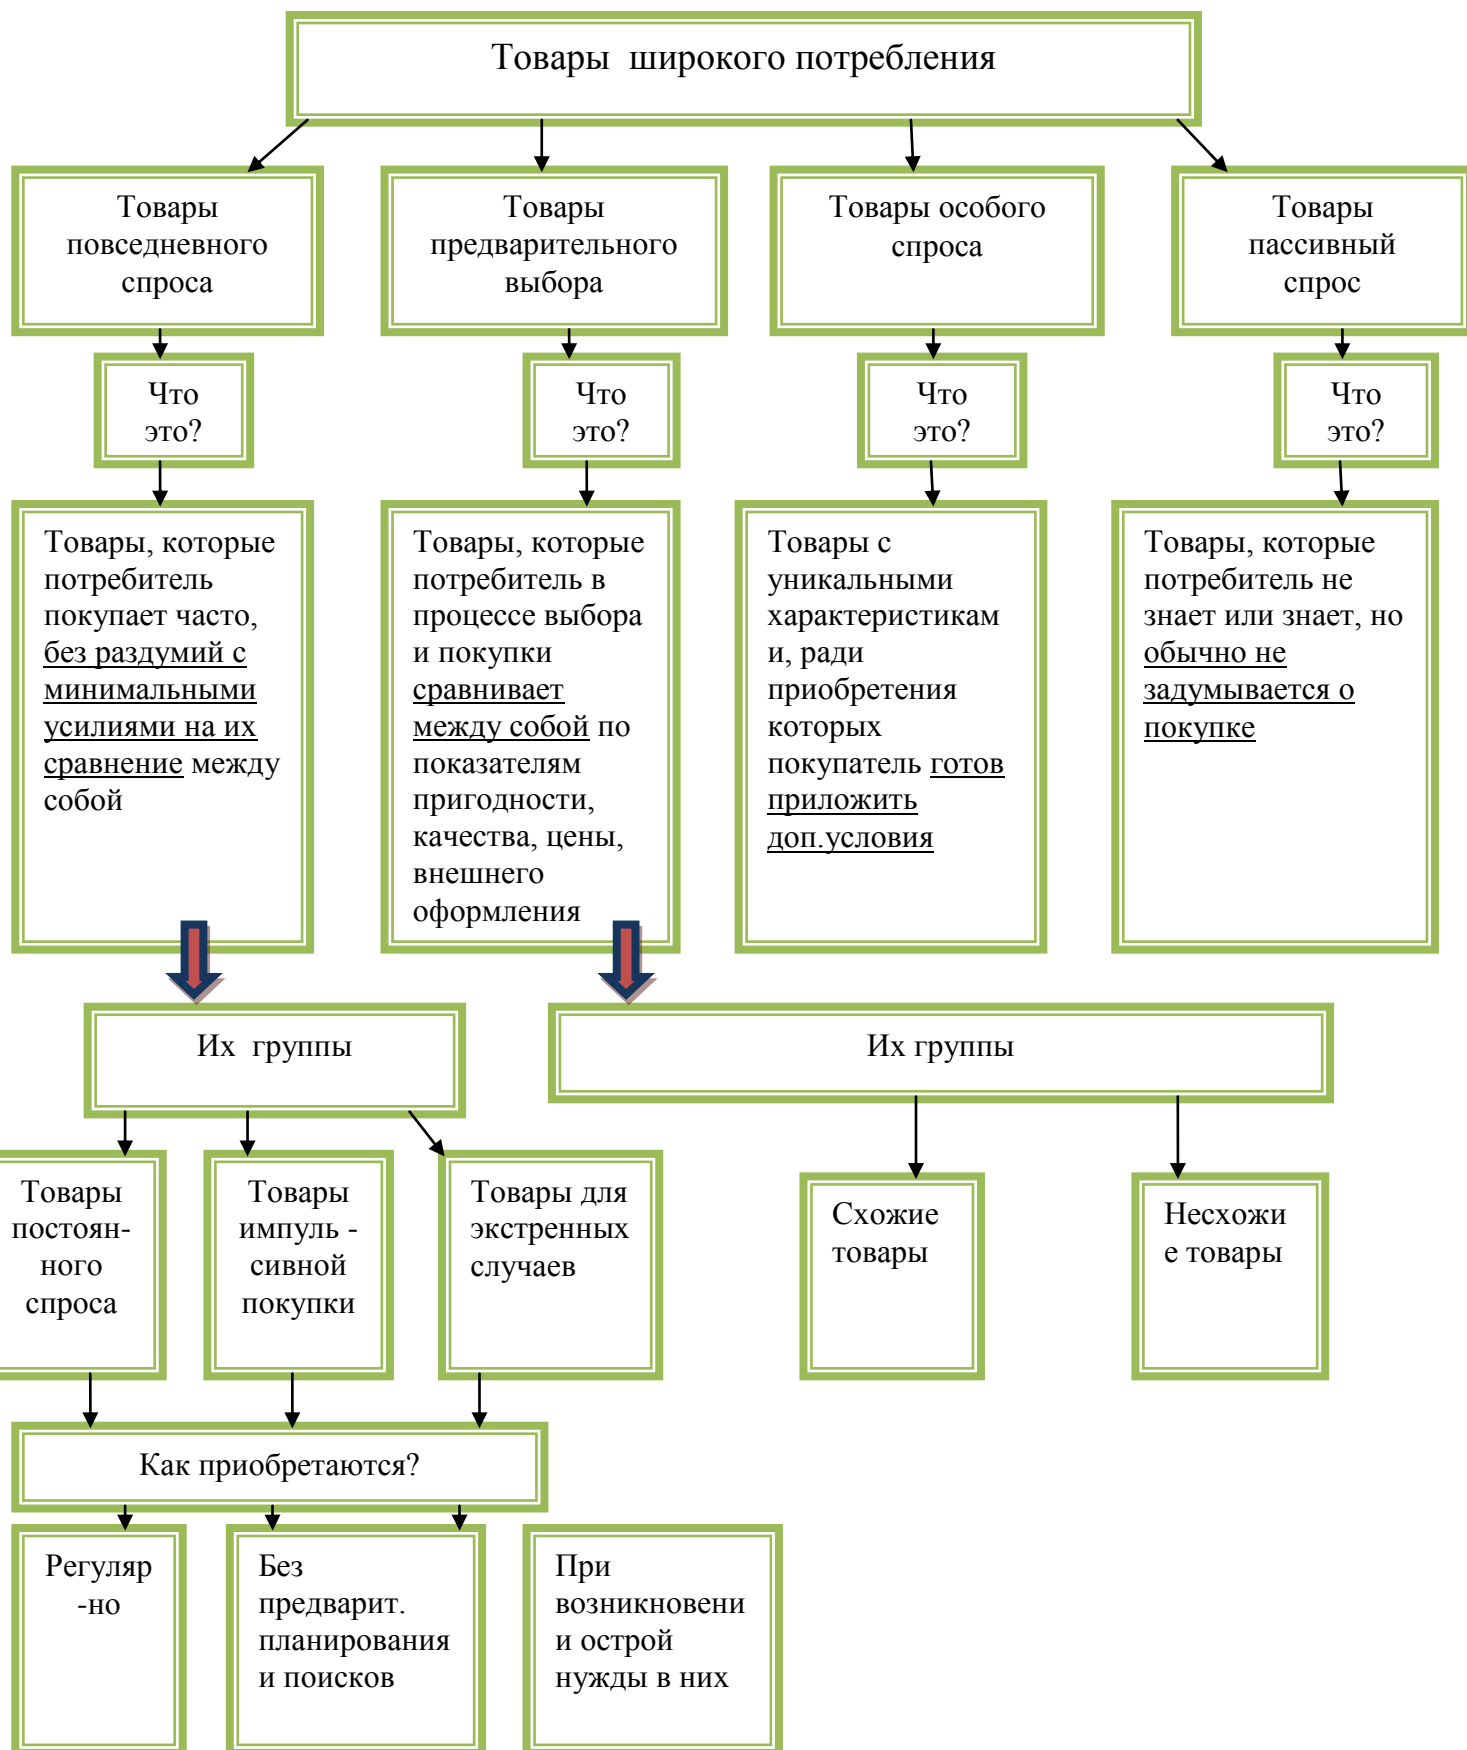 Товары  широкого потребления
Товары
повседневного
спроса
Товары
предварительного
выбора
Товары особого
спроса
Товары
пассивный
спрос
Что
это?
Что
это?
Что
это?
Что
это?
Товары, которые
потребитель
покупает часто,
без раздумий с
минимальными
усилиями на их
сравнение между
собой
Товары, которые
потребитель в
процессе выбора
и покупки
сравнивает
между собой по
показателям
пригодности,
качества, цены,
внешнего
оформления
Товары с
уникальными
характеристикам
и, ради
приобретения
которых
покупатель готов
приложить
доп.условия
Товары, которые
потребитель не
знает или знает, но
обычно не
задумывается о
покупке
Их  группы
Их группы
Товары
постоян-
ного
спроса
Товары
импуль -
сивной
покупки
Товары для
экстренных
случаев
Схожие
товары
Несхожи
е товары
Как приобретаются?
Регуляр
-но
Без
предварит.
планирования
и поисков
При
возникновени
и острой
нужды в них